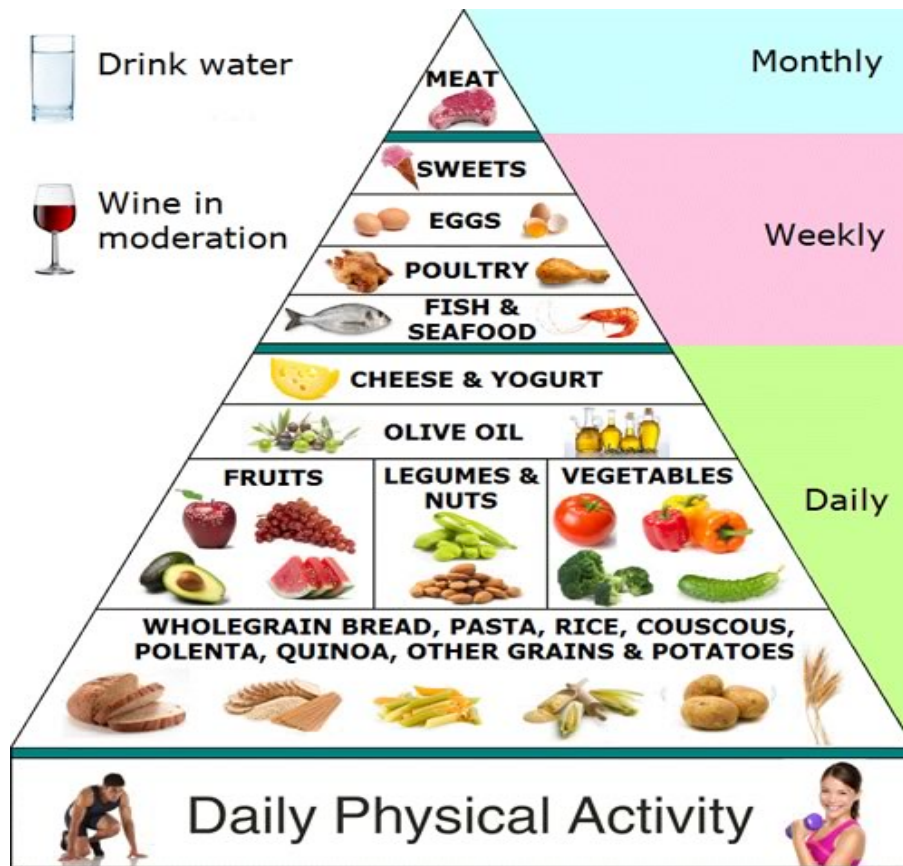 Drink water
Monthly
MEAT
Wine in
moderation
SWEETS
EGGS
Weekly
POULTRY
FISH &
SEAFOOD
CHEESE & YOGURT
OLIVE OIL
FRUITS
LEGUMES &
NUTS
VEGETABLES
Daily
WHOLEGRAIN BREAD, PASTA, RICE, COUSCOUS,
POLENTA, QUINOA, OTHER GRAINS & POTATOES
Daily Physical Activity